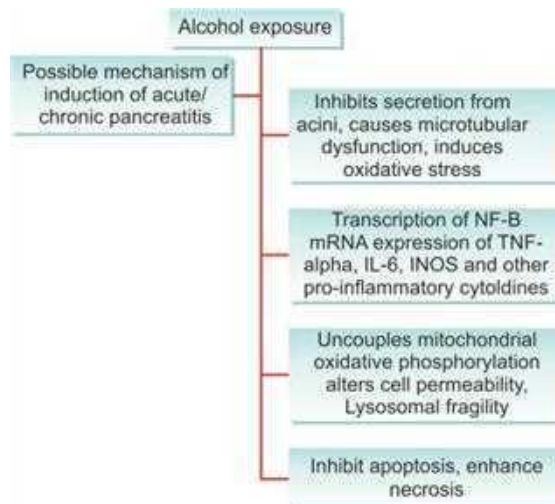 Alcohol exposure
Possible mechanism of
induction of acute/
chronic pancreatitis
Inhibits secretion from
acini, causes microtubular
dysfunction, induces
oxidative stress
Transcription of NF-B
mRNA expression of TNF-
alpha, IL-6, INOS and other
pro-inflammatory cytoldines
Uncouples mitochondrial
oxidative phosphorylation
alters cell permeability,
Lysosomal fragility
Inhibit apoptosis, enhance
necrosis